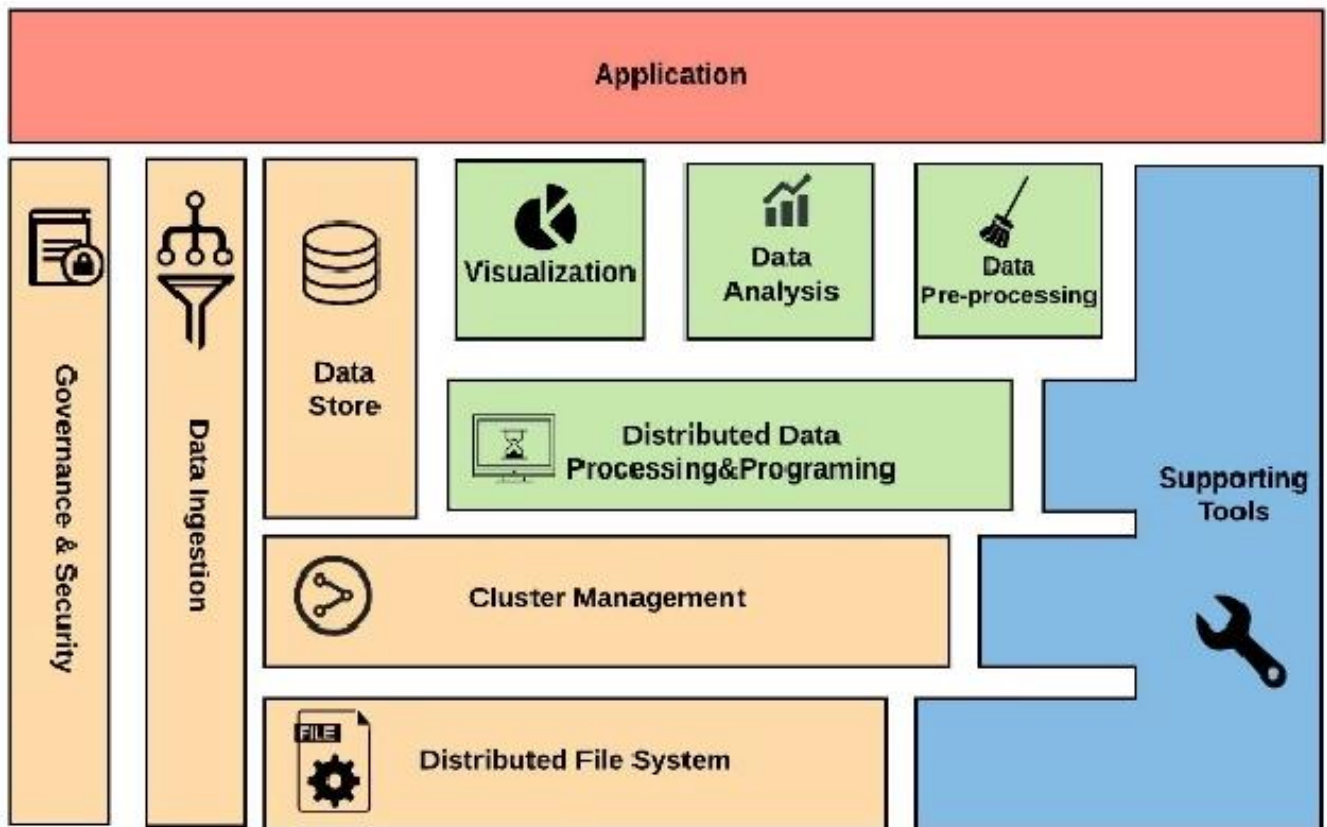 Application
Governance & Security
Data Ingestion
Data
Store
Visualization
Data
Analysis
Data
Pre-processing
Distributed Data
Processing&Programing
Supporting
Tools
Cluster Management
FILE
Distributed File System